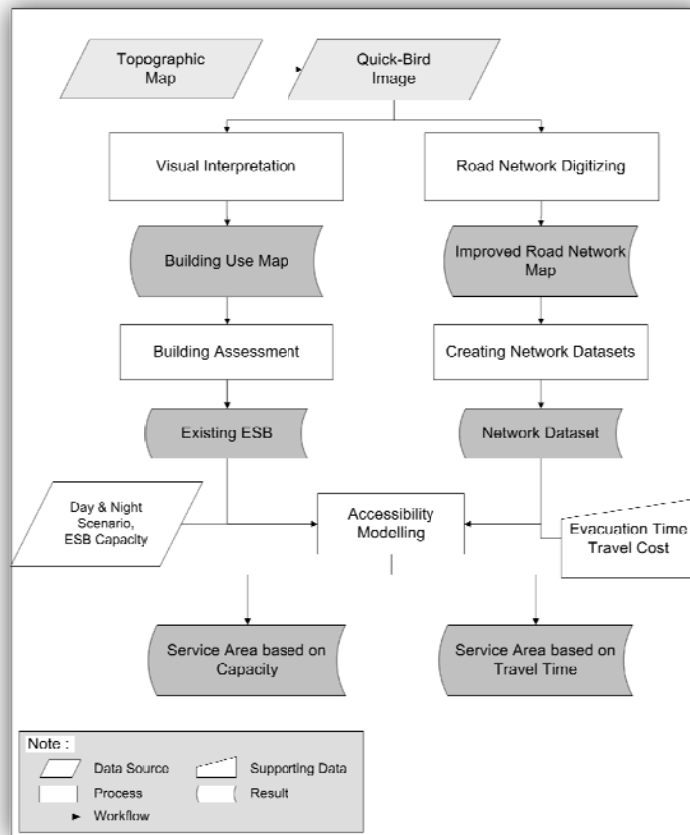 Topographic
Map
Quick-Bird
Image
Visual Interpretation
Road Network Digitizing
Building Use Map
Improved Road Network
Map
Building Assessment
Creating Network Datasets
Existing ESB
Network Dataset
Day & Night
Scenario,
ESB Capacity
Accessibility
Modelling
Evacuation Time
Travel Cost
Service Area based on
Capacity
Service Area based on
Travel Time
Note :
Data Source
Supporting Data
Process
Result
Workflow